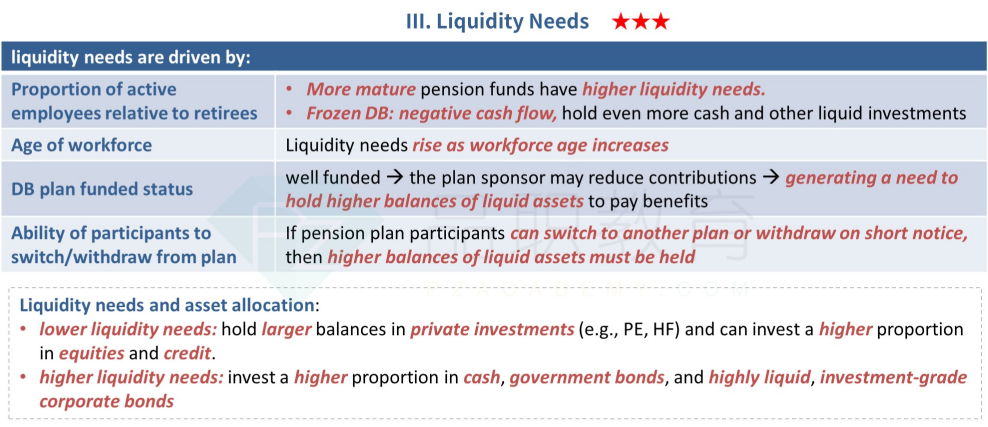 III. Liquidity Needs ★★★
liquidity needs are driven by:
Proportion of active
employees relative to retirees
• More mature pension funds have higher liquidity needs.
• Frozen DB: negative cash flow, hold even more cash and other liquid investments
Age of workforce
Liquidity needs rise as workforce age increases
DB plan funded status
well funded → the plan sponsor may reduce contributions → generating a need to
hold higher balances of liquid assets to pay benefits
Ability of participants to
switch/withdraw from plan
If pension plan participants can switch to another plan or withdraw on short notice,
then higher balances of liquid assets must be held
Liquidity needs and asset allocation:
• lower liquidity needs: hold larger balances in private investments (e.g., PE, HF) and can invest a higher proportion
in equities and credit.
• higher liquidity needs: invest a higher proportion in cash, government bonds, and highly liquid, investment-grade
corporate bonds